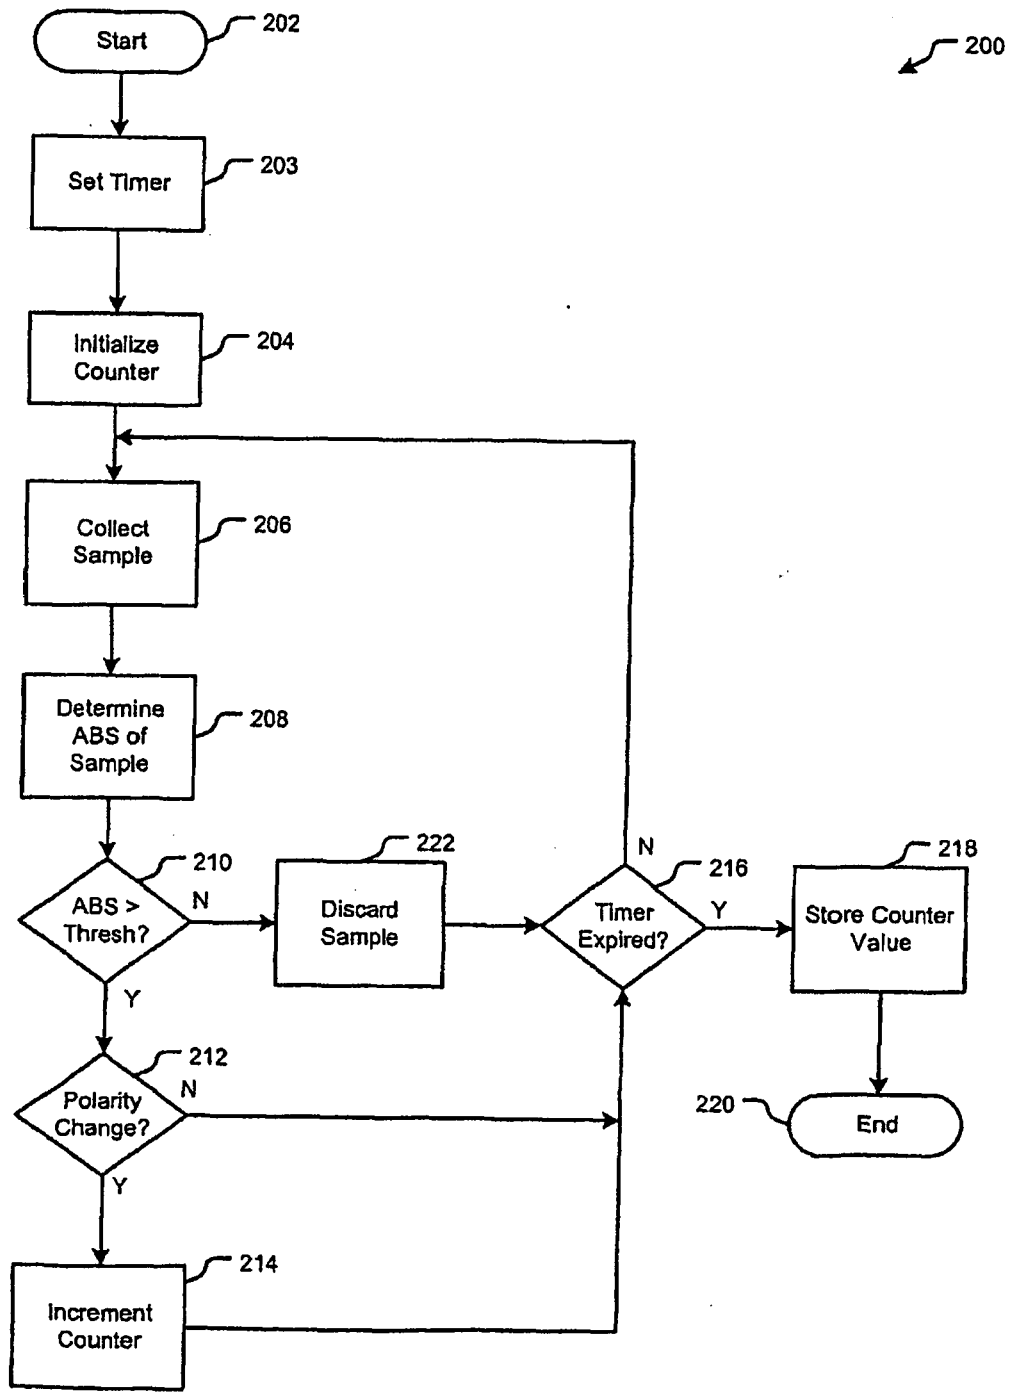 Start
202
200
Set Timer
203
Initialize
Counter
204
Collect
Sample
206
Determine
ABS of
Sample
208
ABS >
Thresh?
210
N
Y
Discard
Sample
222
Timer
Expired?
216
N
Y
Store Counter
Value
218
Polarity
Change?
212
N
Y
220
End
Increment
Counter
214